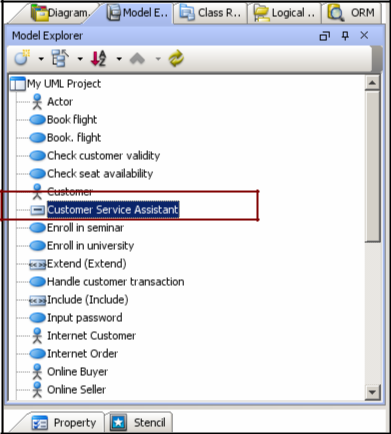 Diagram. Model E.. Class R... Logical .. ORM
Model Explorer
My UML Project
Actor
Book flight
Book. flight
Check customer validity
Check seat availability
Customer
Customer Service Assistant
Enroll in seminar
Enroll in university
Extend (Extend)
Handle customer transaction
Include (Include)
Input password
Internet Customer
Internet Order
Online Buyer
Online Seller
Property Stencil